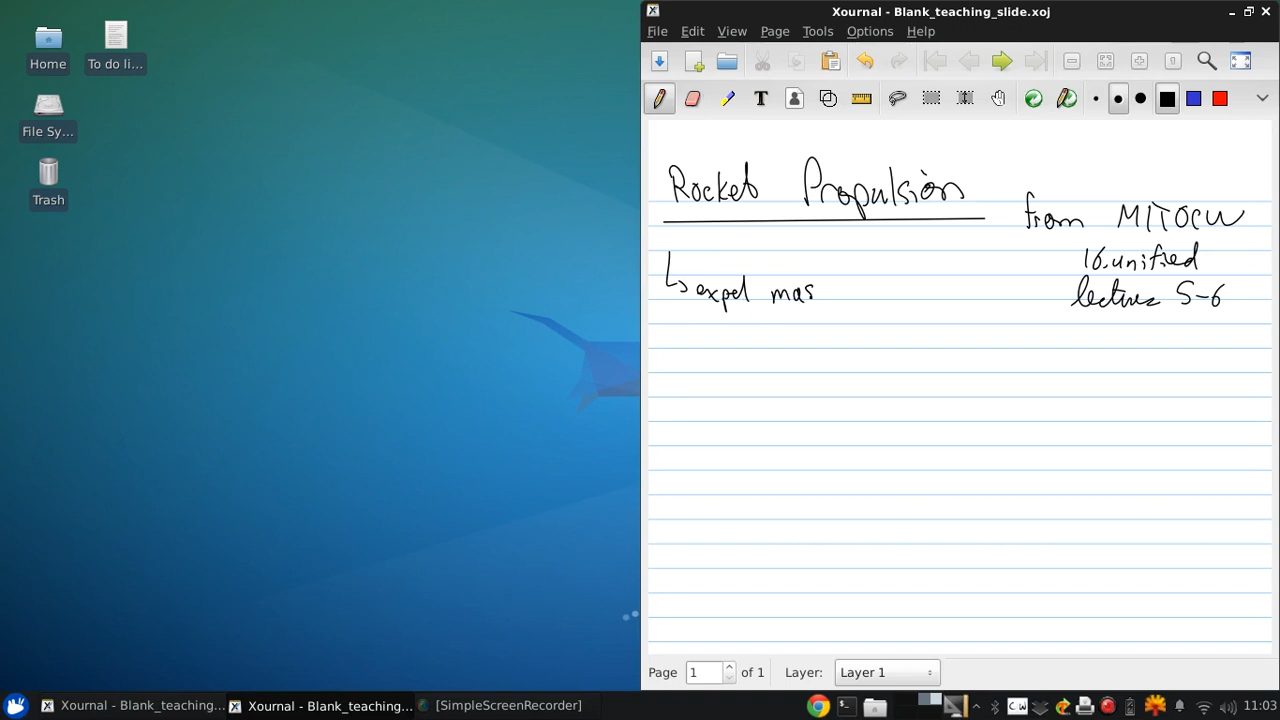 Xournal - Blank_teaching_slide.xoj
File Edit View Page Tools Options Help
Home
To do li...
File Sy...
Trash
Rocket Propulsion
from MITOCW
16.unified
lectures 5-6
expel mas
Page 1 of 1 Layer: Layer 1
Xournal - Blank_teaching...
Xournal - Blank_teaching...
[SimpleScreenRecorder]
11:03